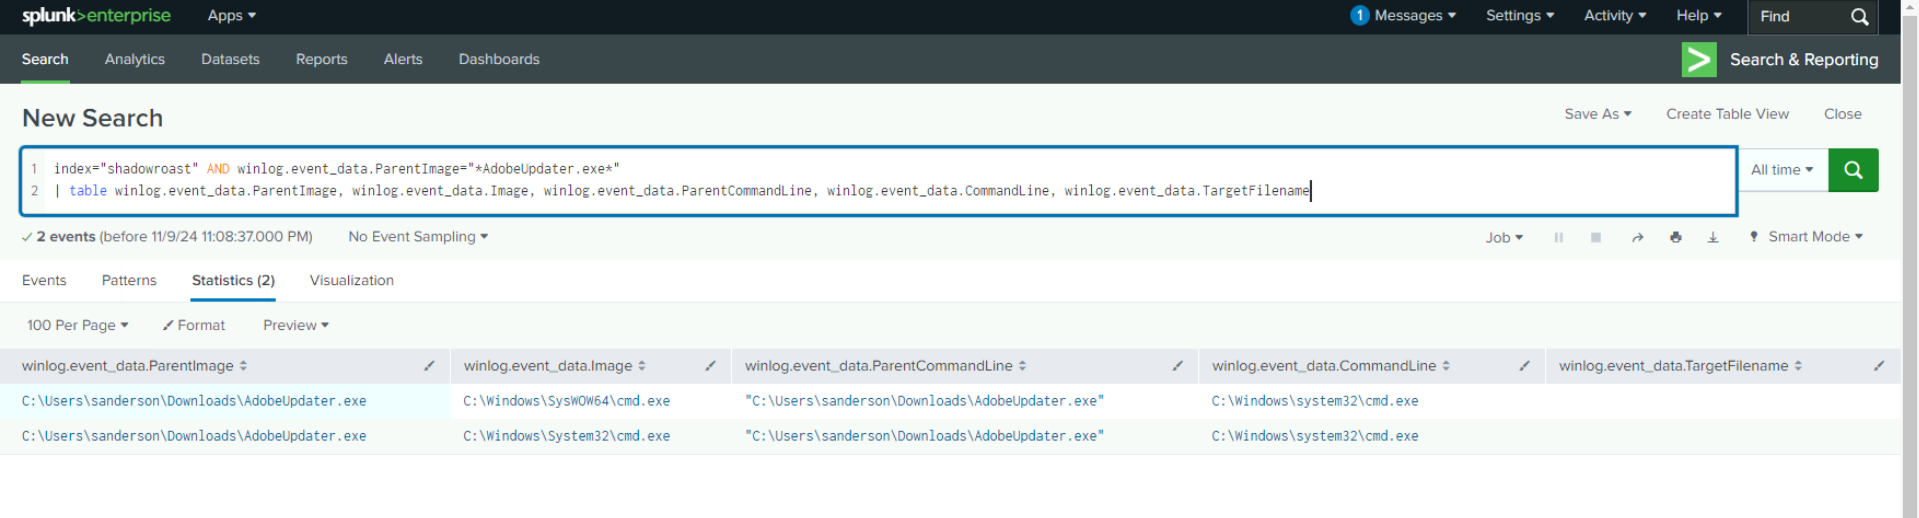 splunk>enterprise Apps 1 Messages Settings Activity Help Find
Search Analytics Datasets Reports Alerts Dashboards Search & Reporting
New Search Save As Create Table View Close
1 index="shadowroast" AND winlog.event_data.ParentImage="*AdobeUpdater.exe*"
All time
2 | table winlog.event_data.ParentImage, winlog.event_data.Image, winlog.event_data.ParentCommandLine, winlog.event_data.CommandLine, winlog.event_data.TargetFilename
2 events (before 11/9/24 11:08:37.000 PM) No Event Sampling Job Smart Mode
Events Patterns Statistics (2) Visualization
100 Per Page Format Preview
winlog.event_data.ParentImage winlog.event_data.Image winlog.event_data.ParentCommandLine winlog.event_data.CommandLine winlog.event_data.TargetFilename
C:\Users\sanderson\Downloads\AdobeUpdater.exe C:\Windows\SysWOW64\cmd.exe "C:\Users\sanderson\Downloads\AdobeUpdater.exe" C:\Windows\system32\cmd.exe
C:\Users\sanderson\Downloads\AdobeUpdater.exe C:\Windows\System32\cmd.exe "C:\Users\sanderson\Downloads\AdobeUpdater.exe" C:\Windows\system32\cmd.exe